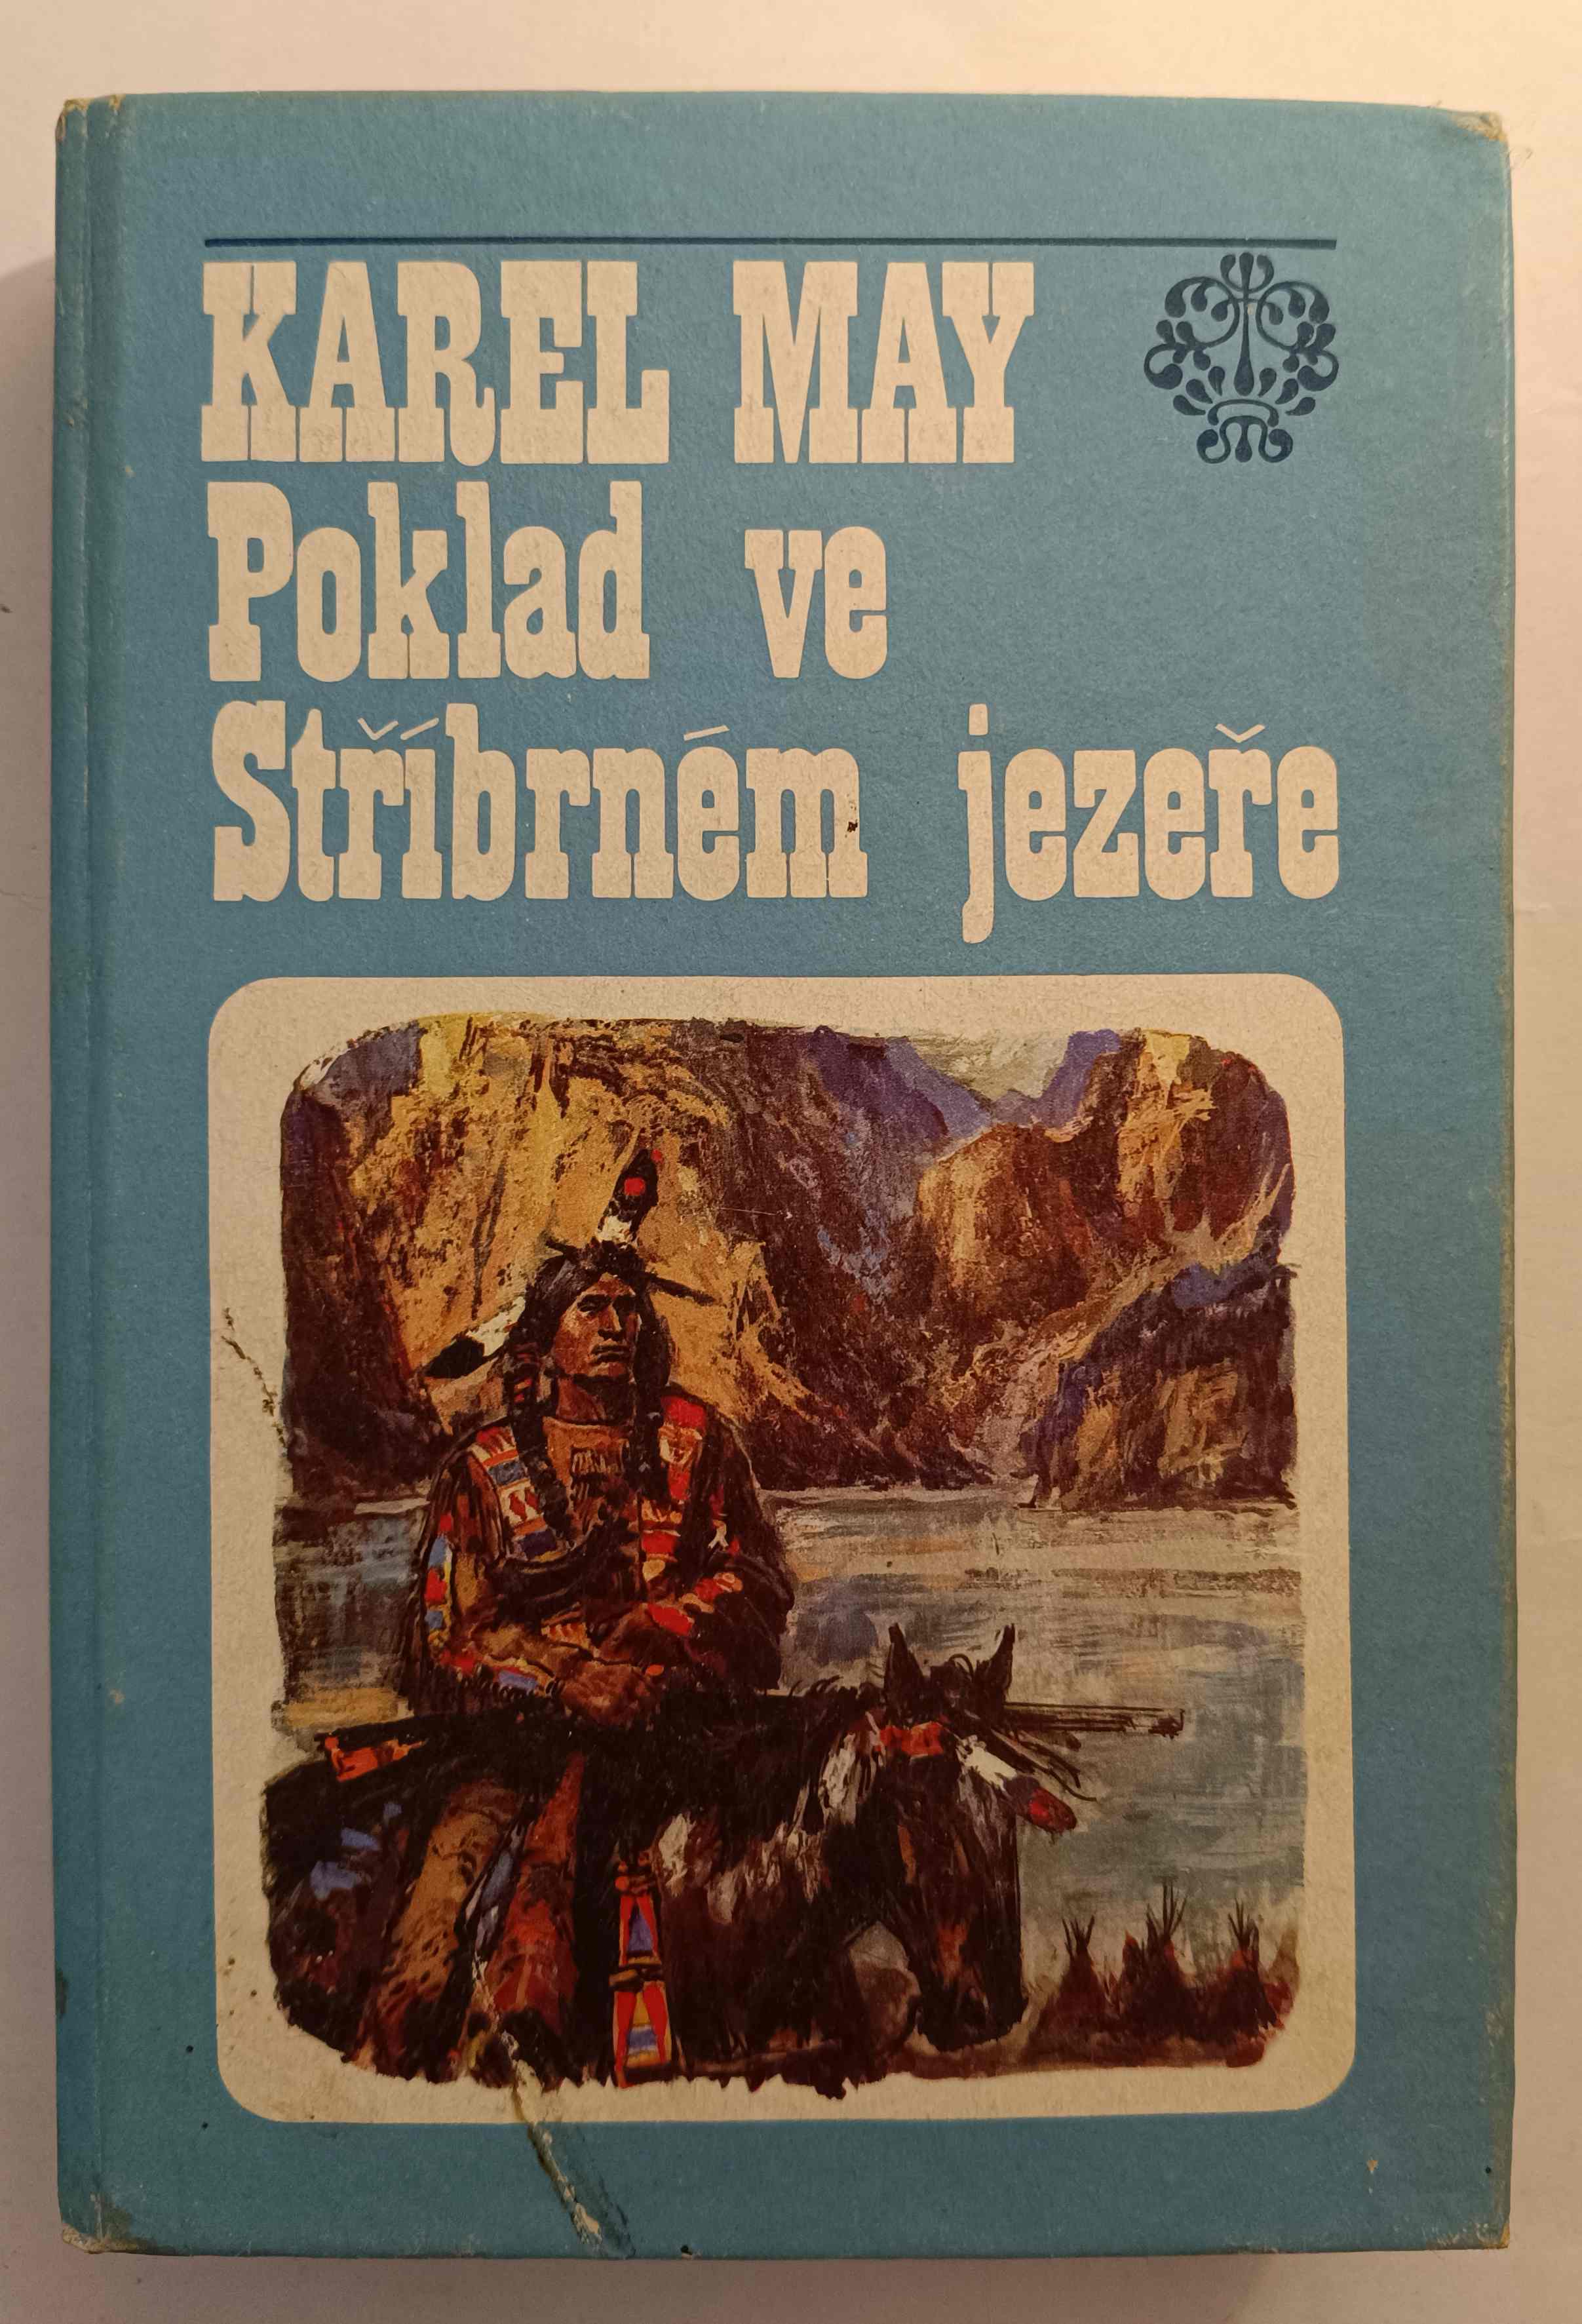 KAREL MAY
Poklad ve
Stříbrném jezeře